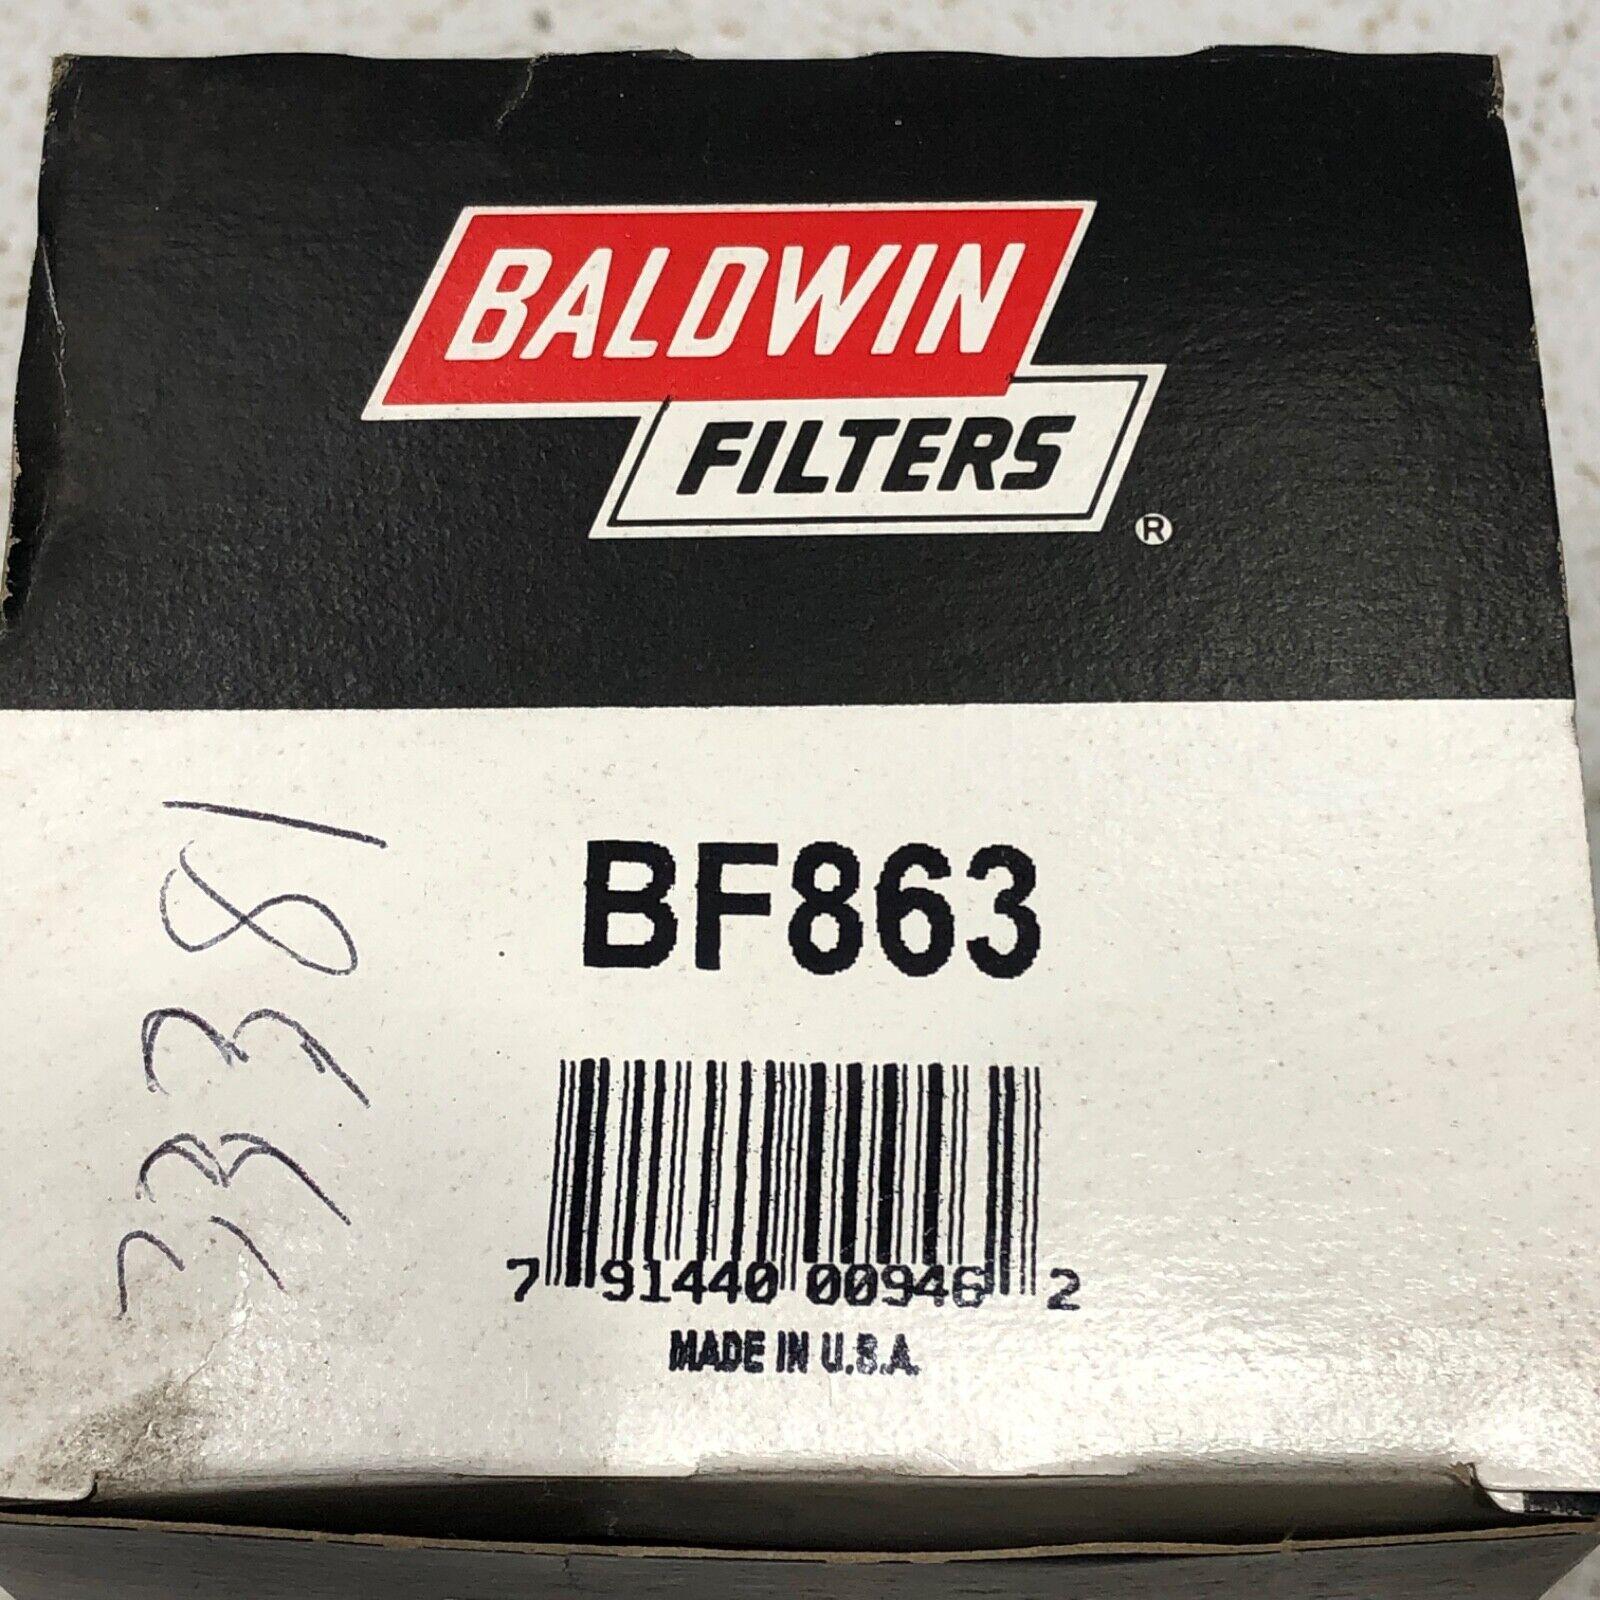 BALDWIN
FILTERS
®
BF863
33381
7 91440 00946 2
MADE IN U.S.A.